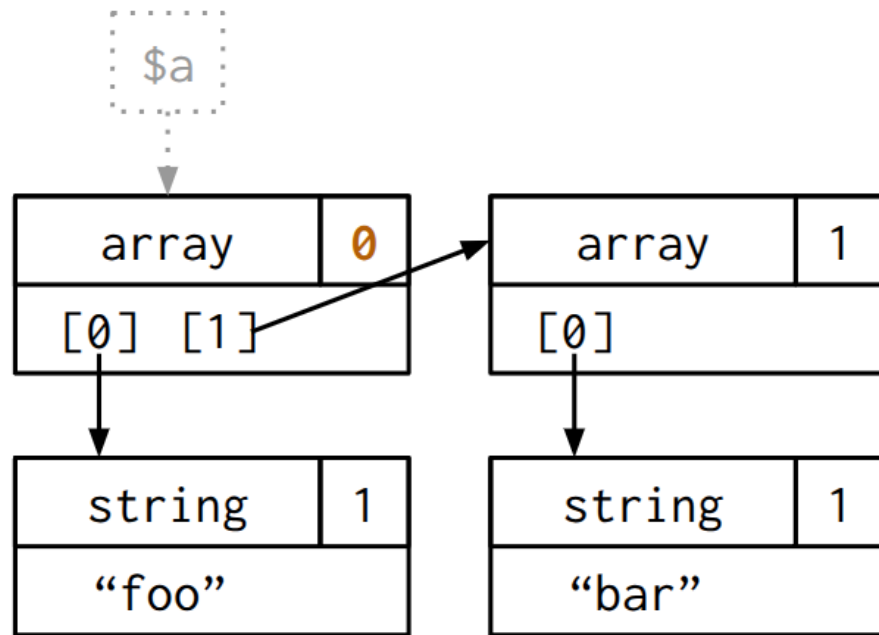 $a
array 0
[0] [1]
array 1
[0]
string 1
“foo”
string 1
“bar”